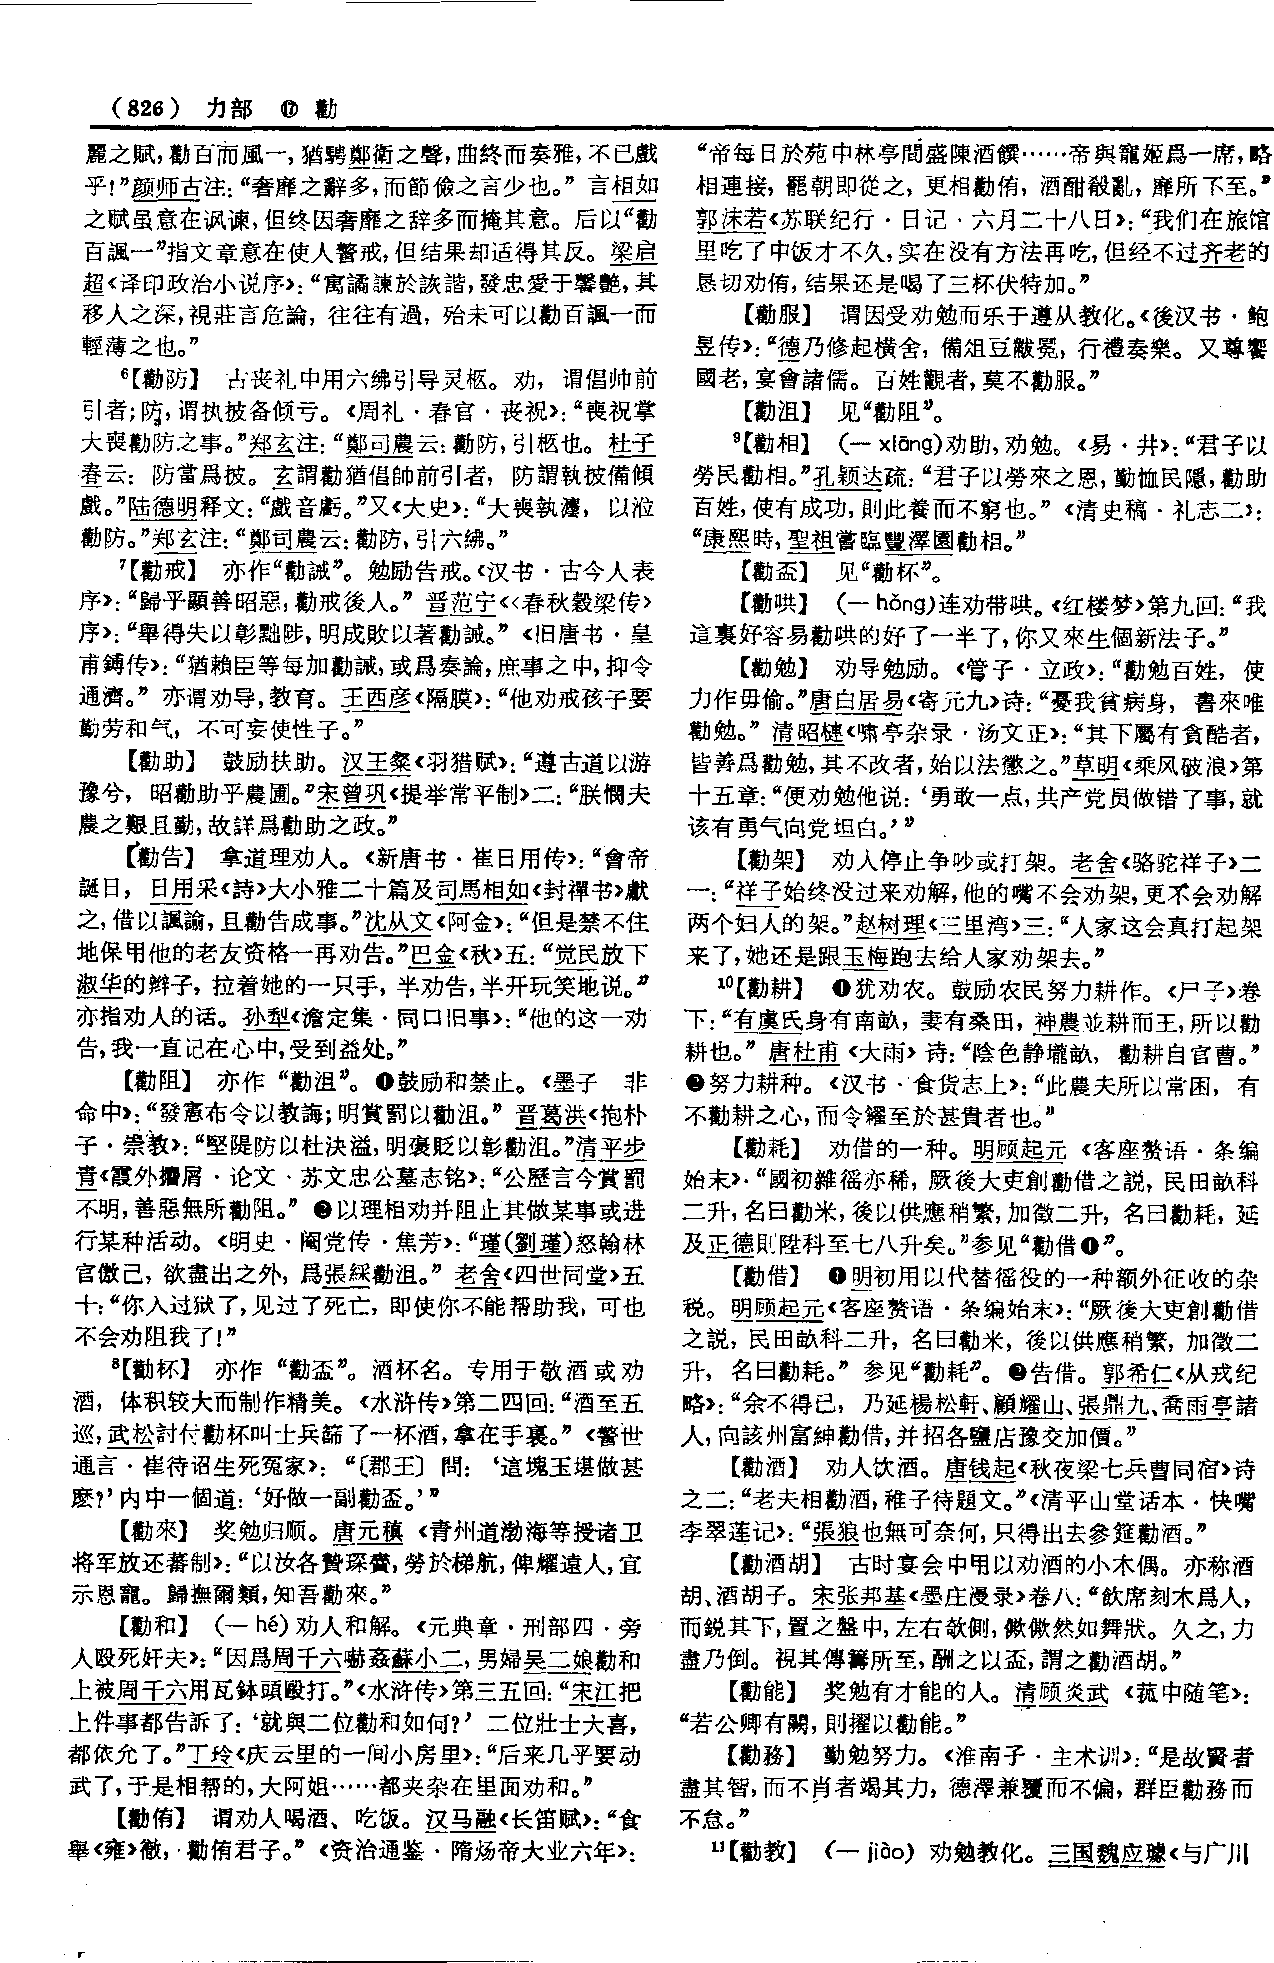 （826） 力部 ⑰ 勸
麗之賦，勸百而風一，猶騁鄭衛之聲，曲終而奏雅，不已戲
乎！”颜师古注：“奢靡之辭多，而節儉之言少也。” 言相如
之赋虽意在讽谏，但终因奢靡之辞多而掩其意。后以“勸
百諷一”指文章意在使人警戒，但结果却适得其反。梁启
超《译印政治小说序》：“寓譎諫於詼諧，發忠愛于馨艷，其
移人之深，視莊言危論，往往有過，殆未可以勸百諷一而
輕薄之也。”
⁶【勸防】 古丧礼中用六绋引导灵柩。劝，谓倡帅前
引者；防，谓执披备倾亏。《周礼·春官·丧祝》：“喪祝掌
大喪勸防之事。”郑玄注：“鄭司農云：勸防，引柩也。杜子
春云：防當爲披。玄謂勸猶倡帥前引者，防謂執披備傾
戲。”陆德明释文：“戲音虧。”又《大史》：“大喪執灋，以涖
勸防。”郑玄注：“鄭司農云：勸防，引六紼。”
⁷【勸戒】 亦作“勸誡”。勉励告戒。《汉书·古今人表
序》：“歸乎顯善昭惡，勸戒後人。” 晋范宁《〈春秋穀梁传〉
序》：“舉得失以彰黜陟，明成敗以著勸誡。”《旧唐书·皇
甫鎛传》：“猶賴臣等每加勸誡，或爲奏論，庶事之中，抑令
通濟。” 亦谓劝导，教育。王西彦《隔膜》：“他劝戒孩子要
勤劳和气，不可妄使性子。”
【勸助】 鼓励扶助。汉王粲《羽猎赋》：“遵古道以游
豫兮，昭勸助乎農圃。”宋曾巩《提举常平制》二：“朕憫夫
農之艱且勤，故詳爲勸助之政。”
【勸告】 拿道理劝人。《新唐书·崔日用传》：“會帝
誕日，日用采《詩》大小雅二十篇及司馬相如《封禪书》獻
之，借以諷諭，且勸告成事。”沈从文《阿金》：“但是禁不住
地保用他的老友资格一再劝告。”巴金《秋》五：“觉民放下
淑华的辫子，拉着她的一只手，半劝告，半开玩笑地说。”
亦指劝人的话。孙犁《澹定集·同口旧事》：“他的这一劝
告，我一直记在心中，受到益处。”
【勸阻】 亦作“勸沮”。❶鼓励和禁止。《墨子 非
命中》：“發憲布令以教誨；明賞罰以勸沮。” 晋葛洪《抱朴
子·崇教》：“堅隄防以杜決溢，明褒貶以彰勸沮。”清平步
青《霞外攟屑·论文·苏文忠公墓志铭》：“公歷言今賞罰
不明，善惡無所勸阻。” ❷以理相劝并阻止其做某事或进
行某种活动。《明史·阉党传·焦芳》：“瑾（劉瑾）怒翰林
官傲己，欲盡出之外，爲張綵勸沮。” 老舍《四世同堂》五
十：“你入过狱了，见过了死亡，即使你不能帮助我，可也
不会劝阻我了！”
⁸【勸杯】 亦作“勸盃”。酒杯名。专用于敬酒或劝
酒，体积较大而制作精美。《水浒传》第二四回：“酒至五
巡，武松討付勸杯叫士兵篩了一杯酒，拿在手裏。”《警世
通言·崔待诏生死冤家》：“〔郡王〕問：‘這塊玉堪做甚
麽？’内中一個道：‘好做一副勸盃。’”
【勸來】 奖勉归顺。唐元稹《青州道渤海等授诸卫
将军放还蕃制》：“以汝各贄琛賮，勞於梯航，俾耀遠人，宜
示恩寵。歸撫爾類，知吾勸來。”
【勸和】（一hé）劝人和解。《元典章·刑部四·旁
人殴死奸夫》：“因爲周千六嚇姦蘇小二，男婦吴二娘勸和
上被周千六用瓦鉢頭毆打。”《水浒传》第三五回：“宋江把
上件事都告訴了：‘就與二位勸和如何？’二位壯士大喜，
都依允了。”丁玲《庆云里的一间小房里》：“后来几乎要动
武了，于是相帮的，大阿姐……都夹杂在里面劝和。”
【勸侑】 谓劝人喝酒、吃饭。汉马融《长笛赋》：“食
舉《雍》徹，勸侑君子。”《资治通鉴·隋炀帝大业六年》：
“帝每日於苑中林亭間盛陳酒饌……帝與寵姬爲一席，略
相連接，罷朝即從之，更相勸侑，酒酣殽亂，靡所不至。”
郭沫若《苏联纪行·日记·六月二十八日》：“我们在旅馆
里吃了中饭才不久，实在没有方法再吃，但经不过齐老的
恳切劝侑，结果还是喝了三杯伏特加。”
【勸服】 谓因受劝勉而乐于遵从教化。《後汉书·鲍
昱传》：“德乃修起横舍，備俎豆黻冕，行禮奏樂。又尊饗
國老，宴會諸儒。百姓觀者，莫不勸服。”
【勸沮】 见“勸阻”。
⁹【勸相】（一xiāng）劝助，劝勉。《易·井》：“君子以
勞民勸相。”孔颖达疏：“君子以勞來之恩，勤恤民隱，勸助
百姓，使有成功，則此養而不窮也。”《清史稿·礼志二》：
“康熙時，聖祖嘗臨豐澤園勸相。”
【勸盃】 见“勸杯”。
【勸哄】（一hǒng）连劝带哄。《红楼梦》第九回：“我
這裏好容易勸哄的好了一半了，你又來生個新法子。”
【勸勉】 劝导勉励。《管子·立政》：“勸勉百姓，使
力作毋偷。”唐白居易《寄元九》诗：“憂我貧病身，書來唯
勸勉。”清昭槤《啸亭杂录·汤文正》：“其下屬有貪酷者，
皆善爲勸勉，其不改者，始以法懲之。”草明《乘风破浪》第
十五章：“便劝勉他说：‘勇敢一点，共产党员做错了事，就
该有勇气向党坦白。’”
【勸架】 劝人停止争吵或打架。老舍《骆驼祥子》二
一：“祥子始终没过来劝解，他的嘴不会劝架，更不会劝解
两个妇人的架。”赵树理《三里湾》三：“人家这会真打起架
来了，她还是跟玉梅跑去给人家劝架去。”
¹⁰【勸耕】 ❶犹劝农。鼓励农民努力耕作。《尸子》卷
下：“有虞氏身有南畝，妻有桑田，神農並耕而王，所以勸
耕也。” 唐杜甫《大雨》诗：“陰色静壠畝，勸耕自官曹。”
❷努力耕种。《汉书·食货志上》：“此農夫所以常困，有
不勸耕之心，而令糴至於甚貴者也。”
【勸耗】 劝借的一种。明顾起元《客座赘语·条编
始末》：“國初雜徭亦稀，厥後大吏創勸借之説，民田畝科
二升，名曰勸米，後以供應稍繁，加徵二升，名曰勸耗，延
及正德則陞科至七八升矣。”参见“勸借❶”。
【勸借】 ❶明初用以代替徭役的一种额外征收的杂
税。明顾起元《客座赘语·条编始末》：“厥後大吏創勸借
之説，民田畝科二升，名曰勸米，後以供應稍繁，加徵二
升，名曰勸耗。” 参见“勸耗”。❷告借。郭希仁《从戎纪
略》：“余不得已，乃延楊松軒、顧耀山、張鼎九、喬雨亭諸
人，向該州富紳勸借，并招各鹽店豫交加價。”
【勸酒】 劝人饮酒。唐钱起《秋夜梁七兵曹同宿》诗
之二：“老夫相勸酒，稚子待題文。”《清平山堂话本·快嘴
李翠莲记》：“張狼也無可奈何，只得出去參筵勸酒。”
【勸酒胡】 古时宴会中用以劝酒的小木偶。亦称酒
胡、酒胡子。宋张邦基《墨庄漫录》卷八：“飲席刻木爲人，
而鋭其下，置之盤中，左右欹側，僛僛然如舞狀。久之，力
盡乃倒。視其傳籌所至，酬之以盃，謂之勸酒胡。”
【勸能】 奖勉有才能的人。清顾炎武《菰中随笔》：
“若公卿有闕，則擢以勸能。”
【勸務】 勤勉努力。《淮南子·主术训》：“是故賢者
盡其智，而不肖者竭其力，德澤兼覆而不偏，群臣勸務而
不怠。”
¹¹【勸教】（一jiào）劝勉教化。三国魏应璩《与广川